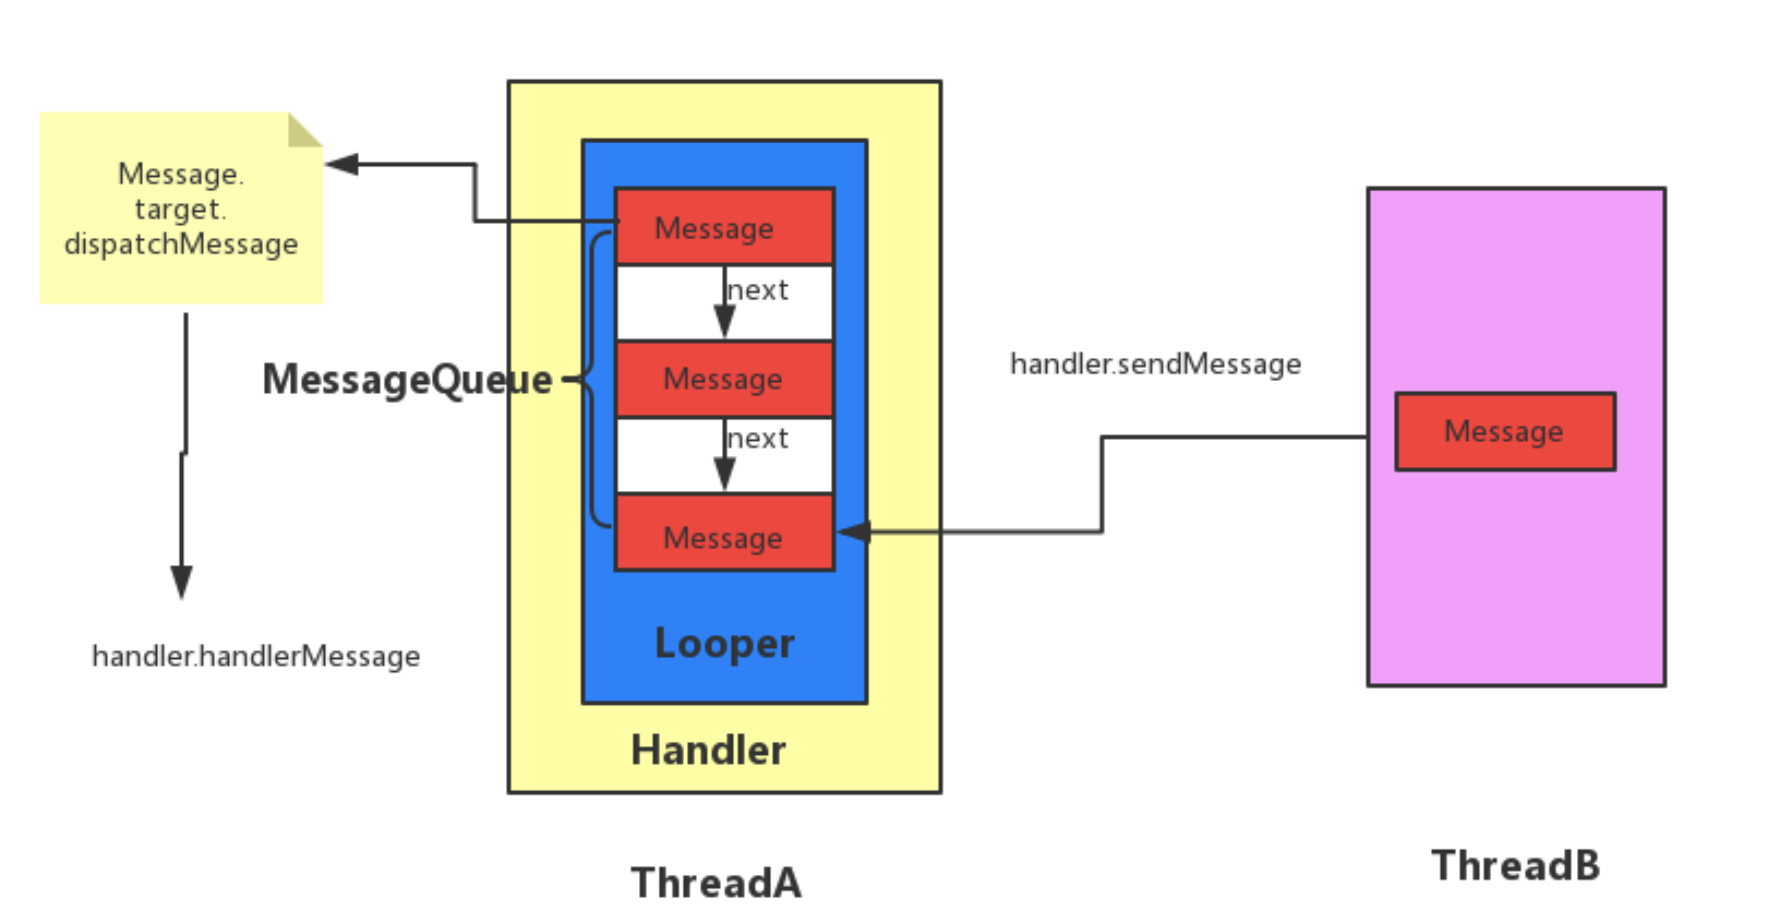 Message.
target.
dispatchMessage
MessageQueue
handler.handlerMessage
Message
next
Message
next
Message
Looper
Handler
ThreadA
handler.sendMessage
Message
ThreadB